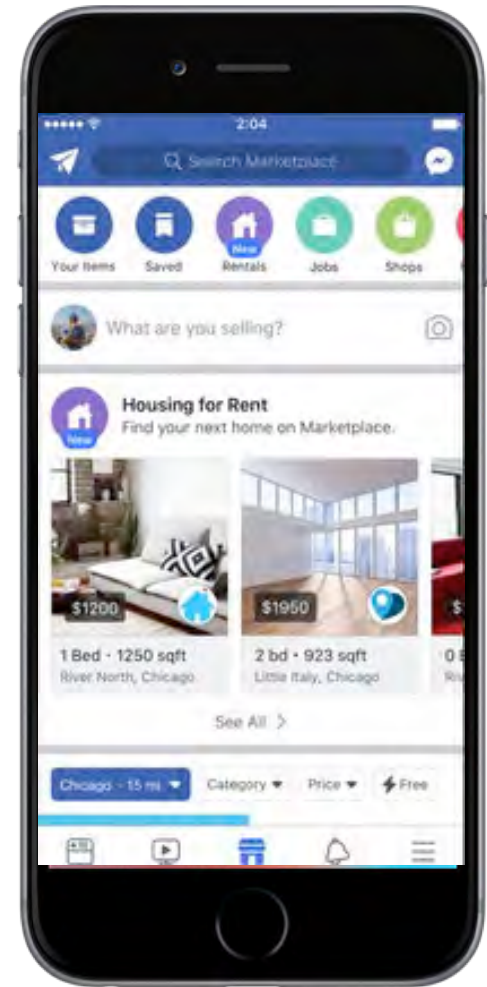 2:04
Search Marketplace
New
Your Items Saved Rentals Jobs Shops
What are you selling?
Housing for Rent
New
Find your next home on Marketplace.
$1200 $1950 $
1 Bed · 1250 sqft 2 bd · 923 sqft 0
River North, Chicago Little Italy, Chicago
See All >
Chicago - 15 mi Category Price Free